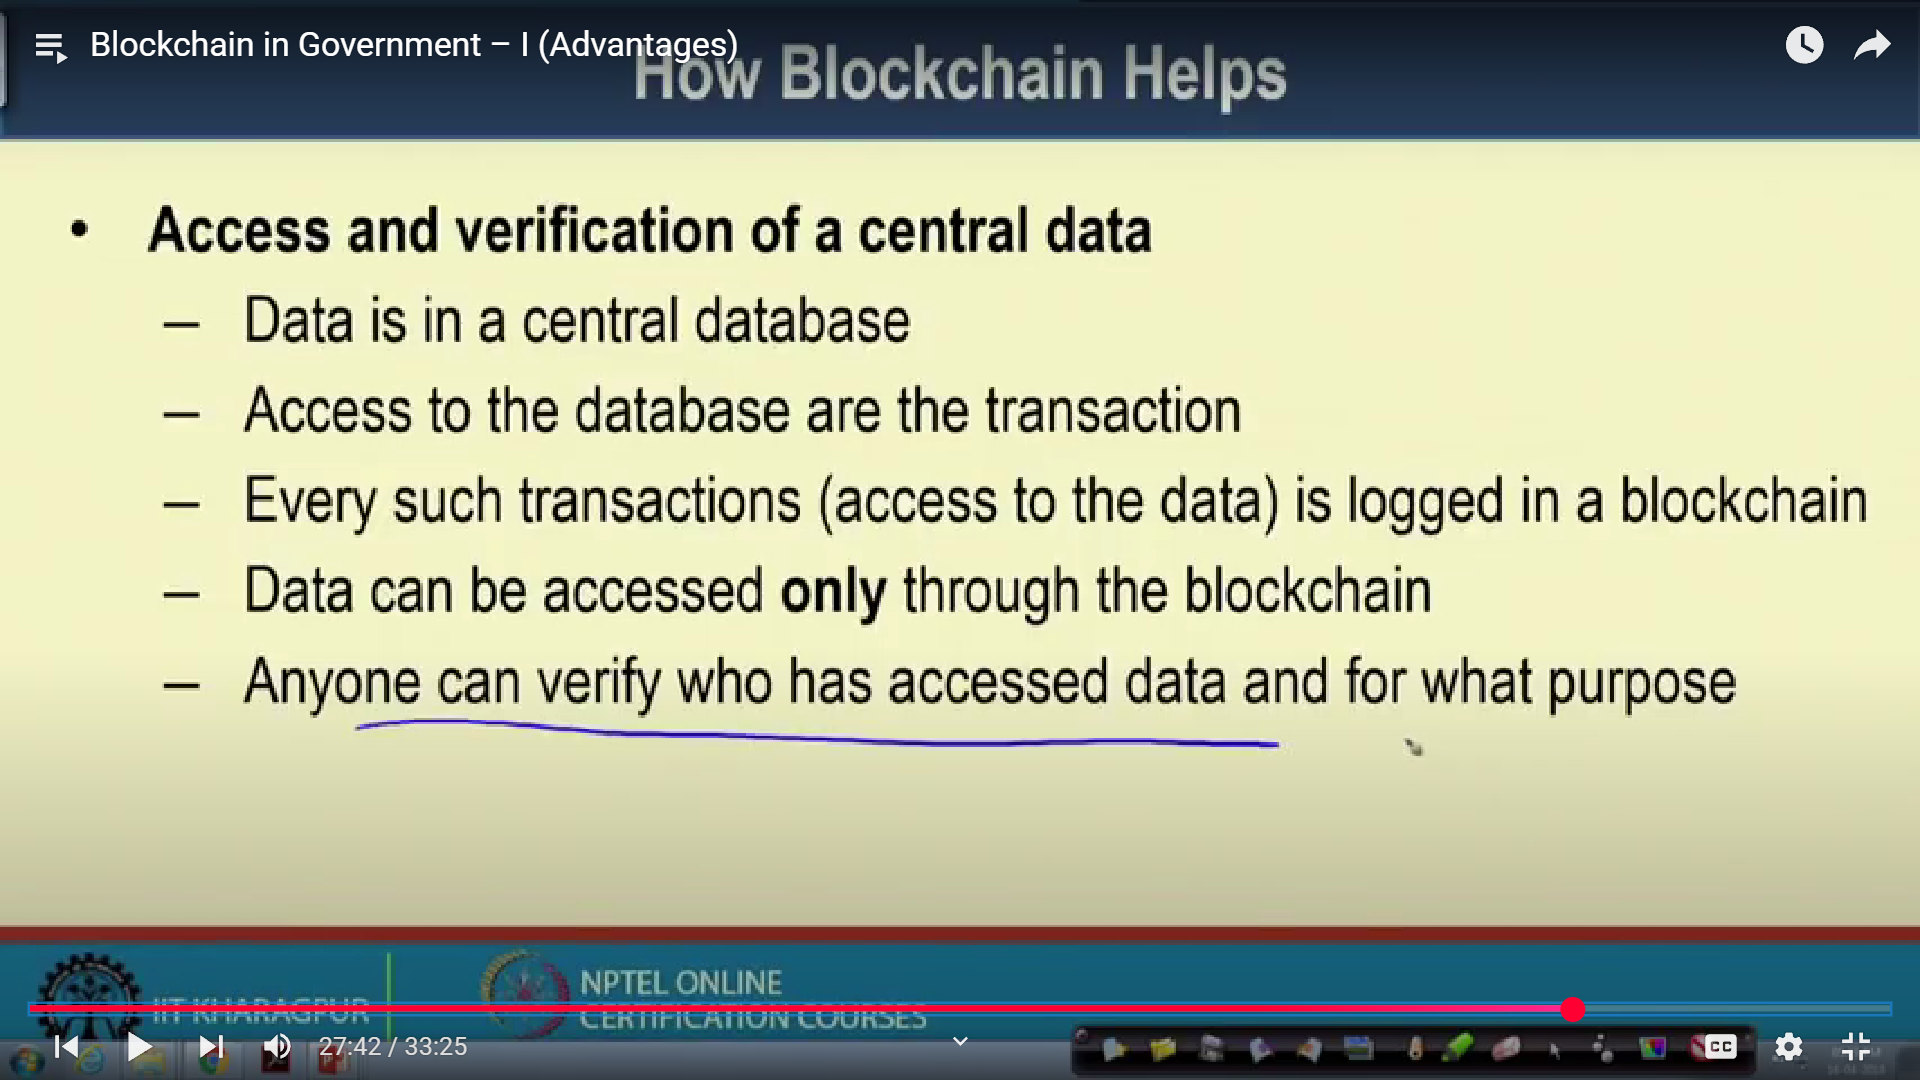 Blockchain in Government – I (Advantages)
How Blockchain Helps
• Access and verification of a central data
– Data is in a central database
– Access to the database are the transaction
– Every such transactions (access to the data) is logged in a blockchain
– Data can be accessed only through the blockchain
– Anyone can verify who has accessed data and for what purpose
IIT KHARAGPUR
NPTEL ONLINE
CERTIFICATION COURSES
27:42 / 33:25
CC